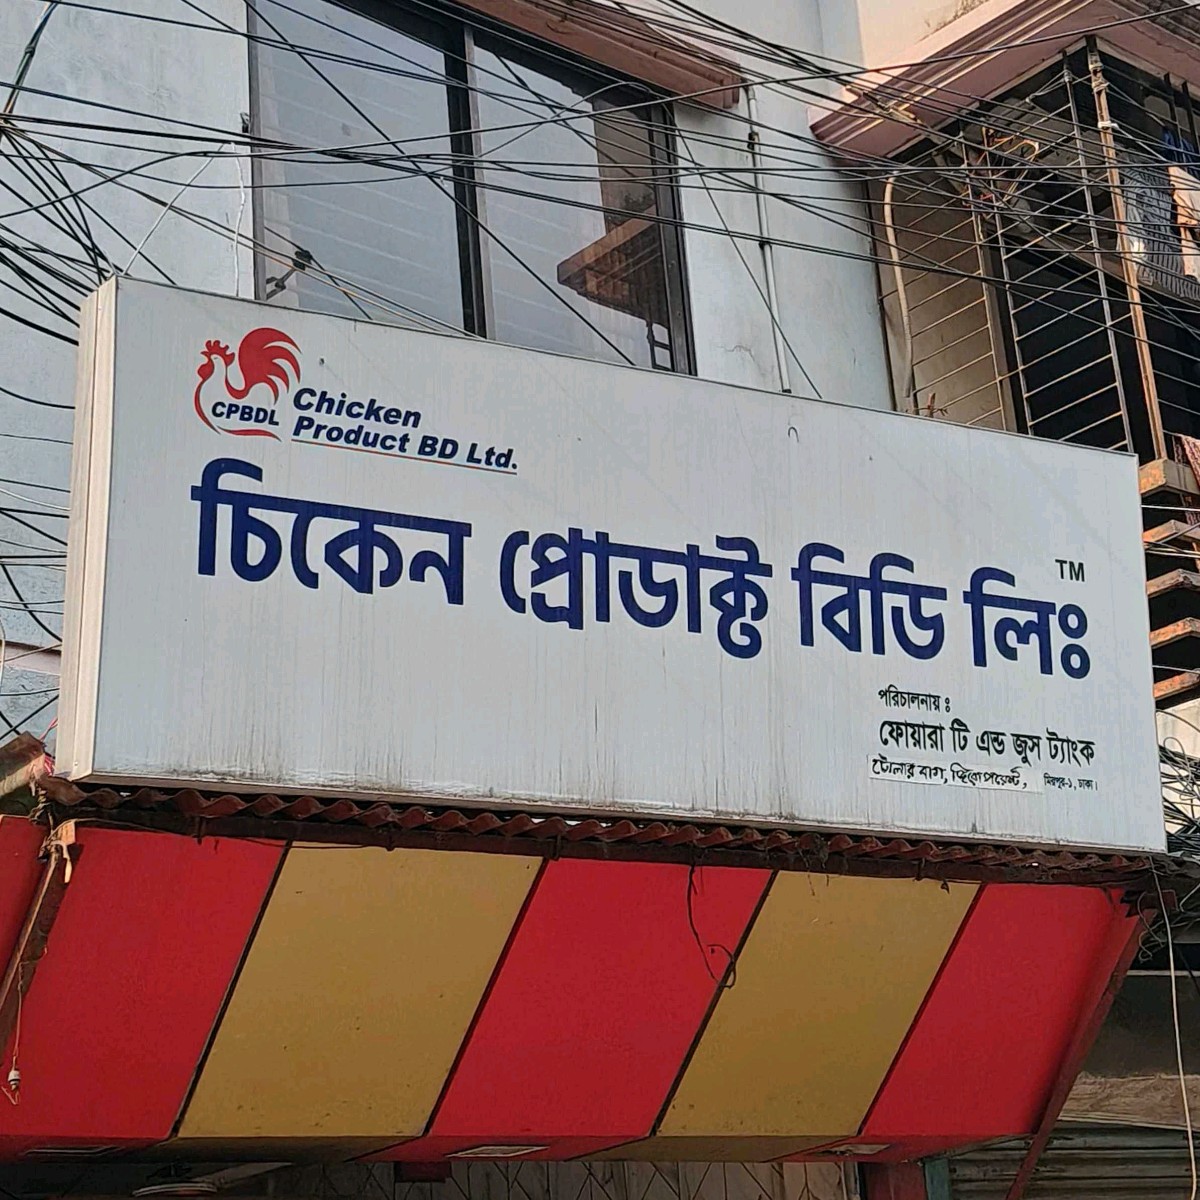 CPBDL
Chicken
Product BD Ltd.
চিকেন প্রোডাক্ট বিডি লিঃ
TM
পরিচালনায় ঃ
ফোয়ারা টি এন্ড জুস ট্যাংক
টোলার বাগ, মিরপুর-১, ঢাকা।